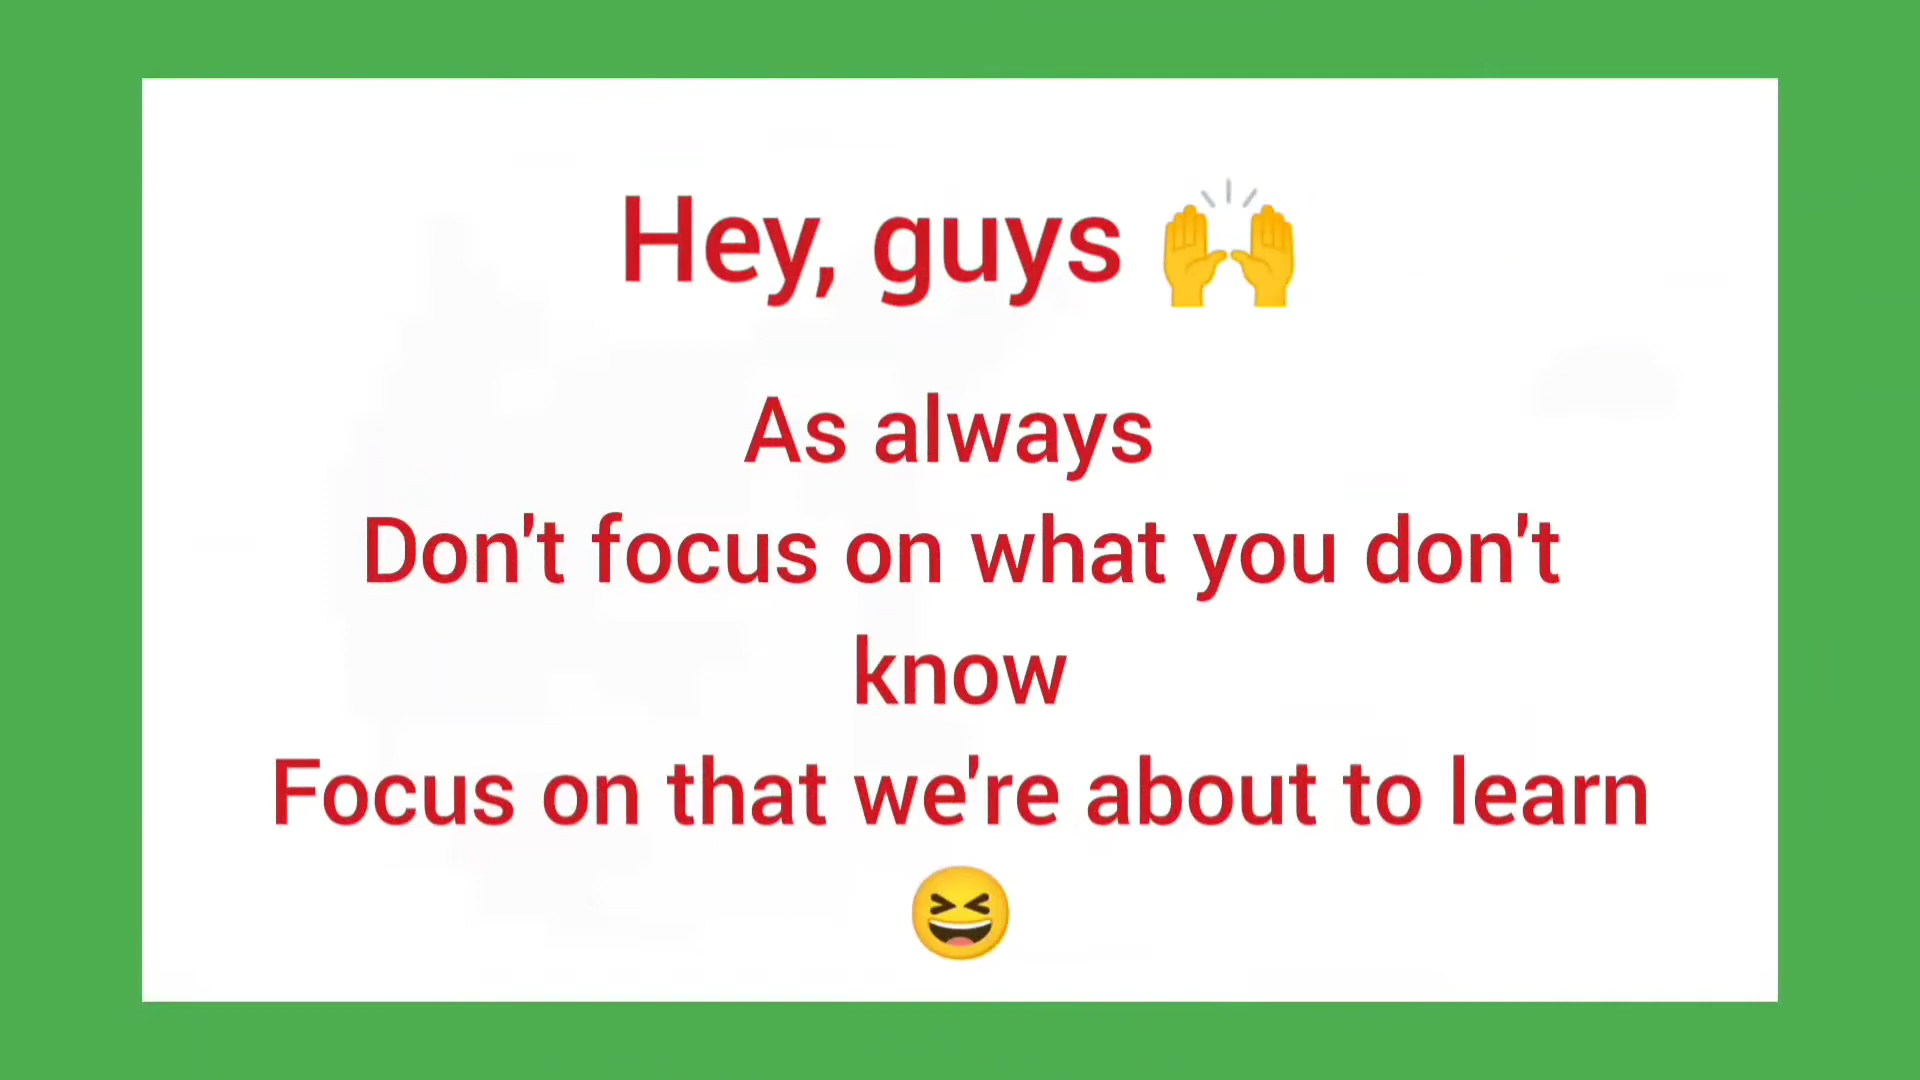 Hey, guys 🙌
As always
Don't focus on what you don't
know
Focus on that we're about to learn
😆